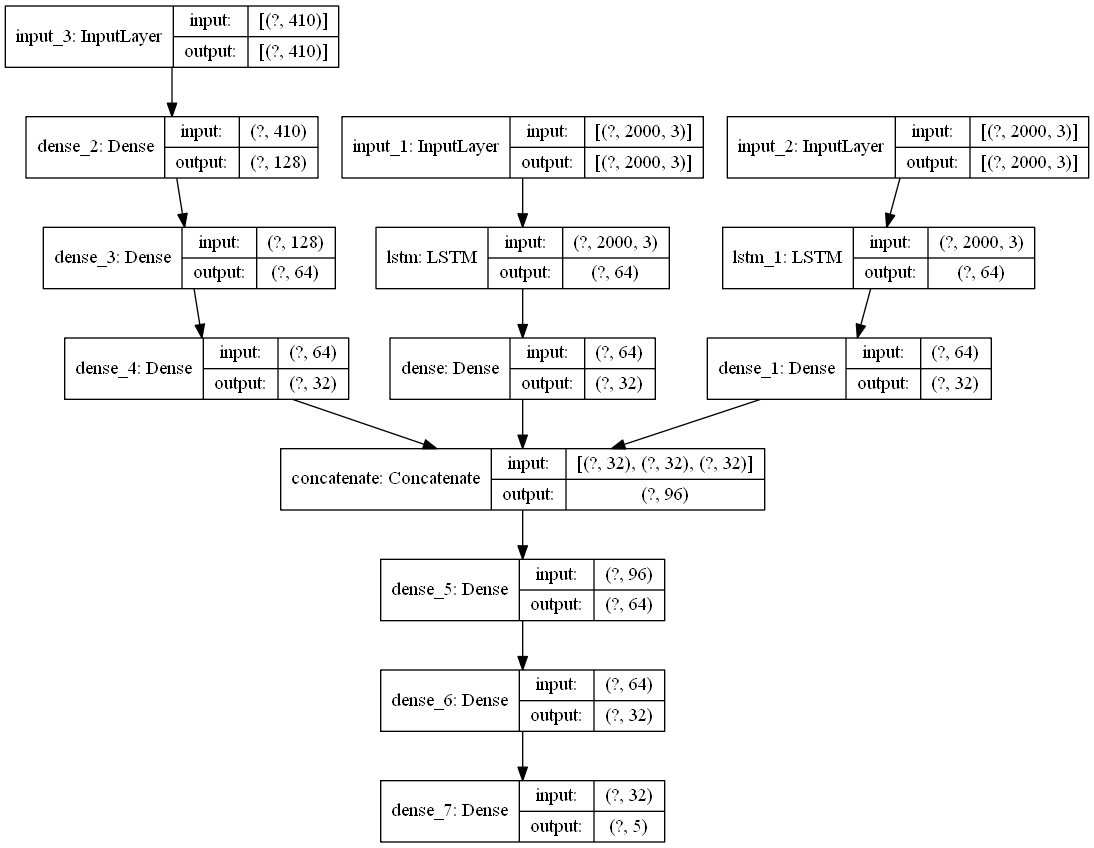 input_3: InputLayer
input: [(?, 410)]
output: [(?, 410)]
dense_2: Dense
input: (?, 410)
output: (?, 128)
input_1: InputLayer
input: [(?, 2000, 3)]
output: [(?, 2000, 3)]
input_2: InputLayer
input: [(?, 2000, 3)]
output: [(?, 2000, 3)]
dense_3: Dense
input: (?, 128)
output: (?, 64)
lstm: LSTM
input: (?, 2000, 3)
output: (?, 64)
lstm_1: LSTM
input: (?, 2000, 3)
output: (?, 64)
dense_4: Dense
input: (?, 64)
output: (?, 32)
dense: Dense
input: (?, 64)
output: (?, 32)
dense_1: Dense
input: (?, 64)
output: (?, 32)
concatenate: Concatenate
input: [(?, 32), (?, 32), (?, 32)]
output: (?, 96)
dense_5: Dense
input: (?, 96)
output: (?, 64)
dense_6: Dense
input: (?, 64)
output: (?, 32)
dense_7: Dense
input: (?, 32)
output: (?, 5)